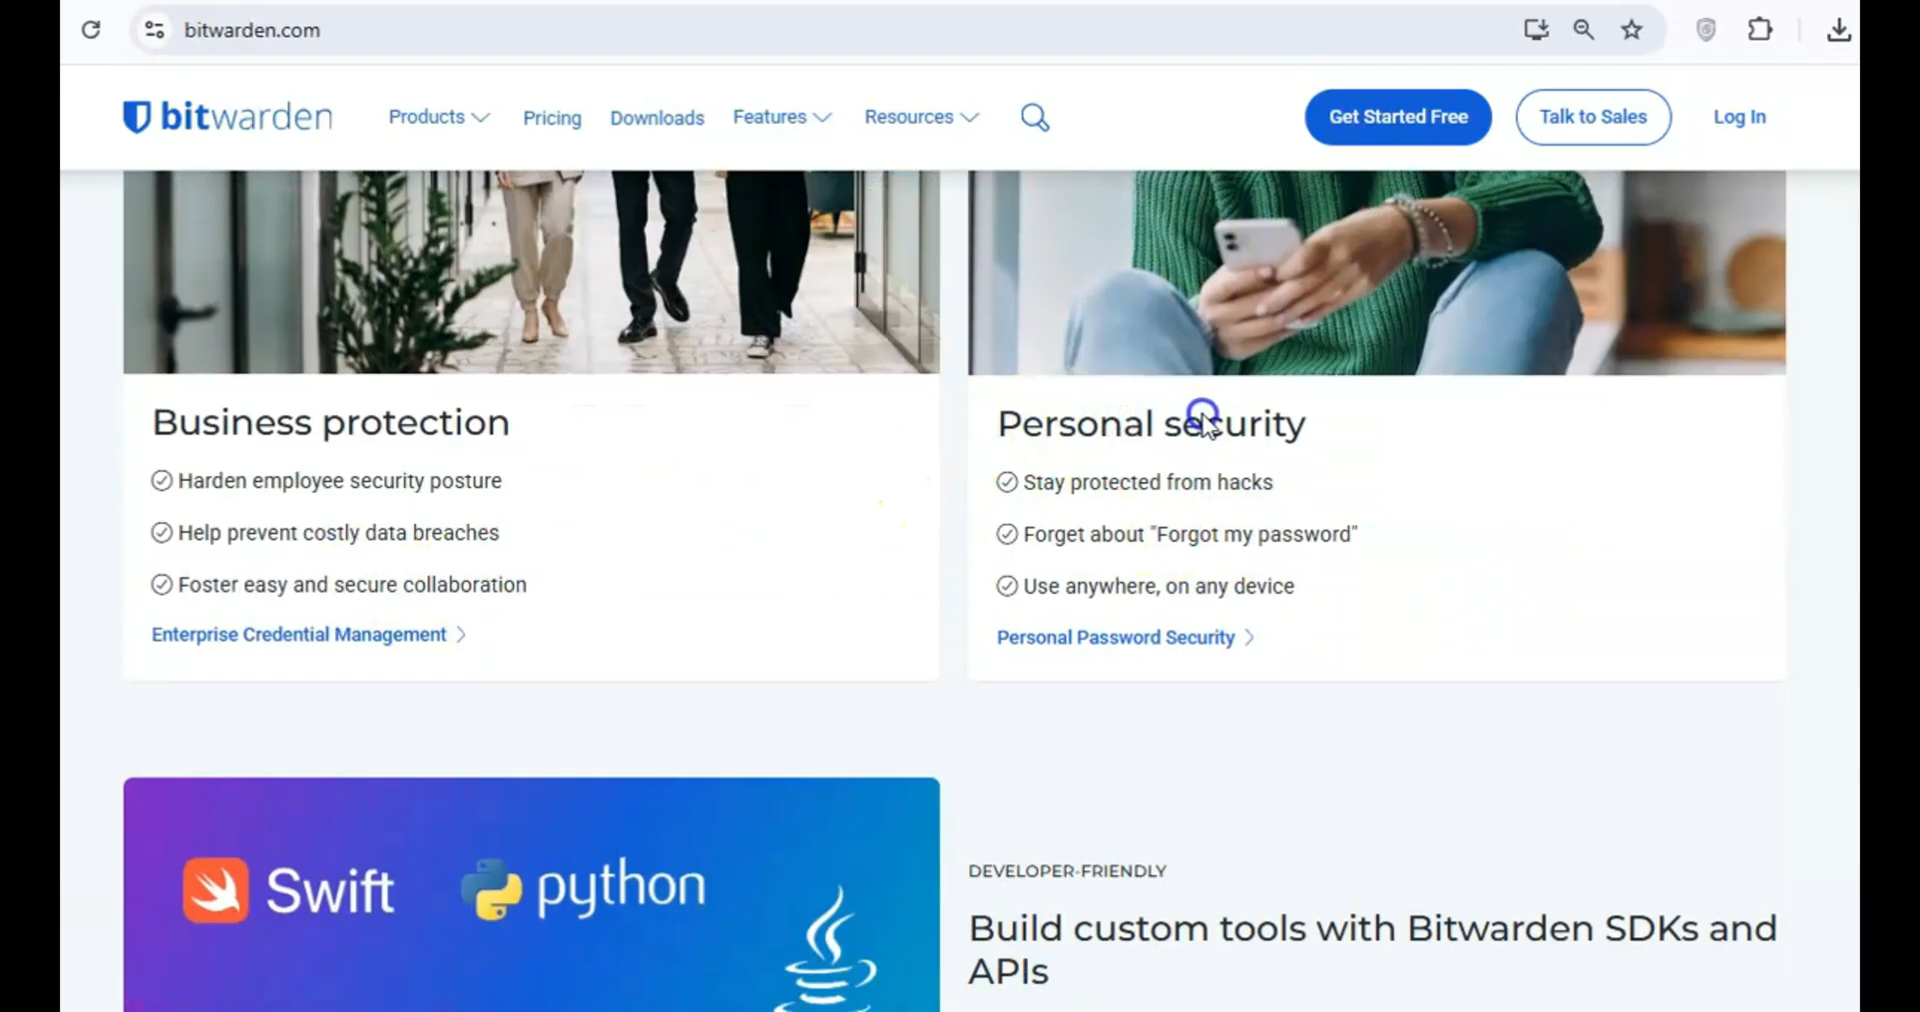 bitwarden.com
bitwarden Products Pricing Downloads Features Resources Get Started Free Talk to Sales Log In
Business protection
Harden employee security posture
Help prevent costly data breaches
Foster easy and secure collaboration
Enterprise Credential Management
Personal security
Stay protected from hacks
Forget about "Forgot my password"
Use anywhere, on any device
Personal Password Security
Swift python
DEVELOPER-FRIENDLY
Build custom tools with Bitwarden SDKs and
APIs